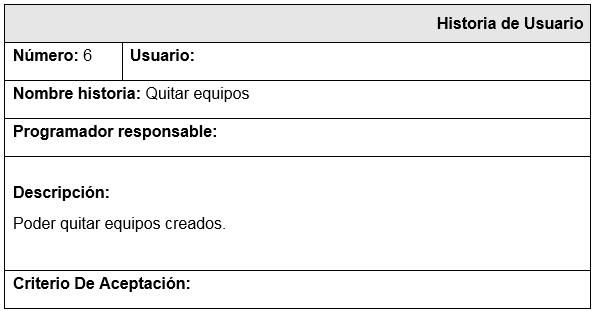 Historia de Usuario
Número: 6 Usuario:
Nombre historia: Quitar equipos
Programador responsable:
Descripción:
Poder quitar equipos creados.
Criterio De Aceptación: